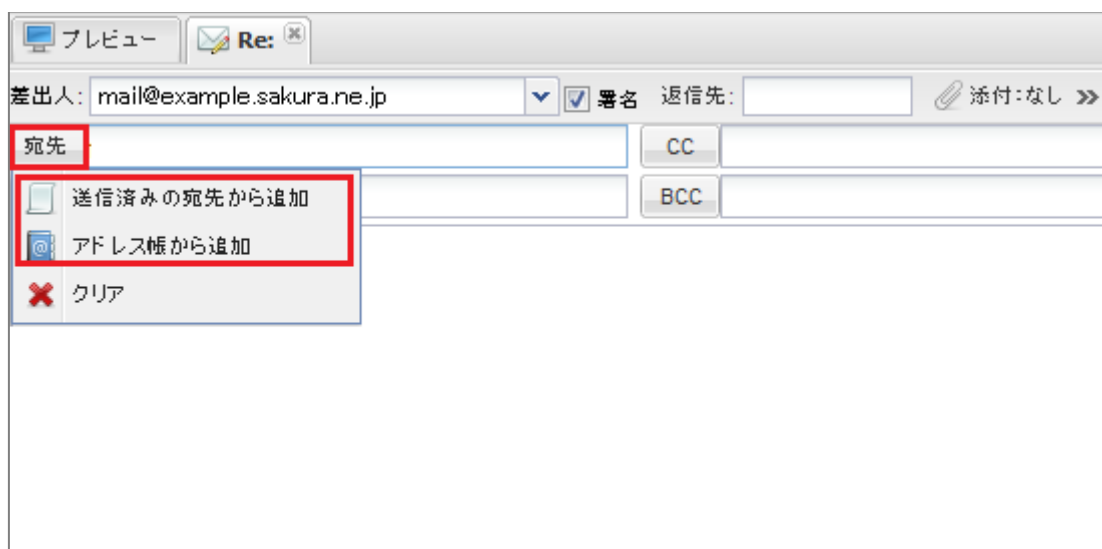 プレビュー Re:
差出人: mail@example.sakura.ne.jp 署名 返信先: 添付:なし »
宛先 CC
送信済みの宛先から追加 BCC
アドレス帳から追加
クリア